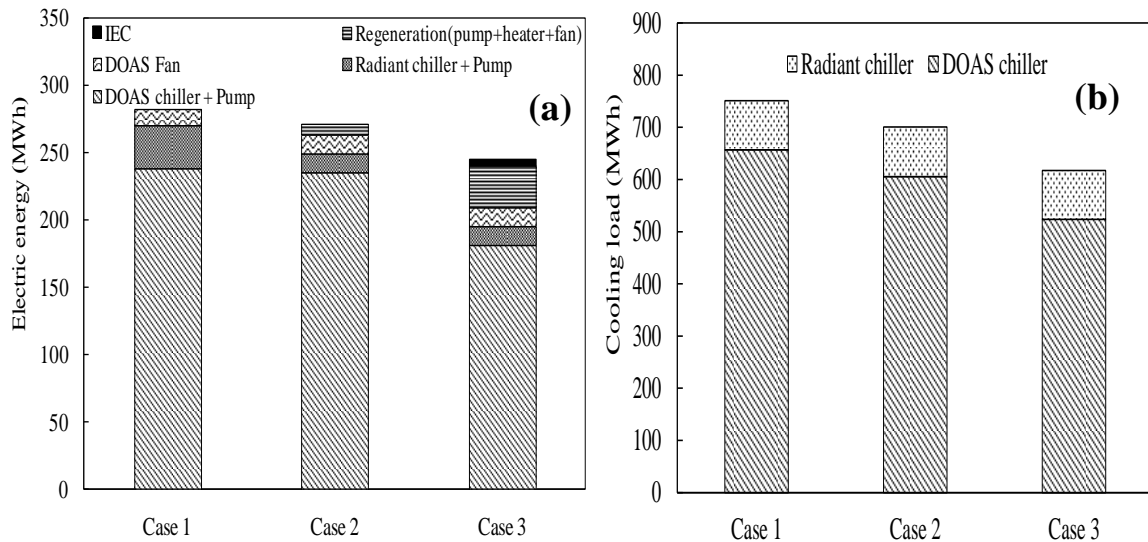 350
300
250
200
150
100
50
0
Electric energy (MWh)
IEC
Regeneration(pump+heater+fan)
DOAS Fan
Radiant chiller + Pump
DOAS chiller + Pump
(a)
Case 1
Case 2
Case 3
900
800
700
600
500
400
300
200
100
0
Cooling load (MWh)
Radiant chiller
DOAS chiller
(b)
Case 1
Case 2
Case 3